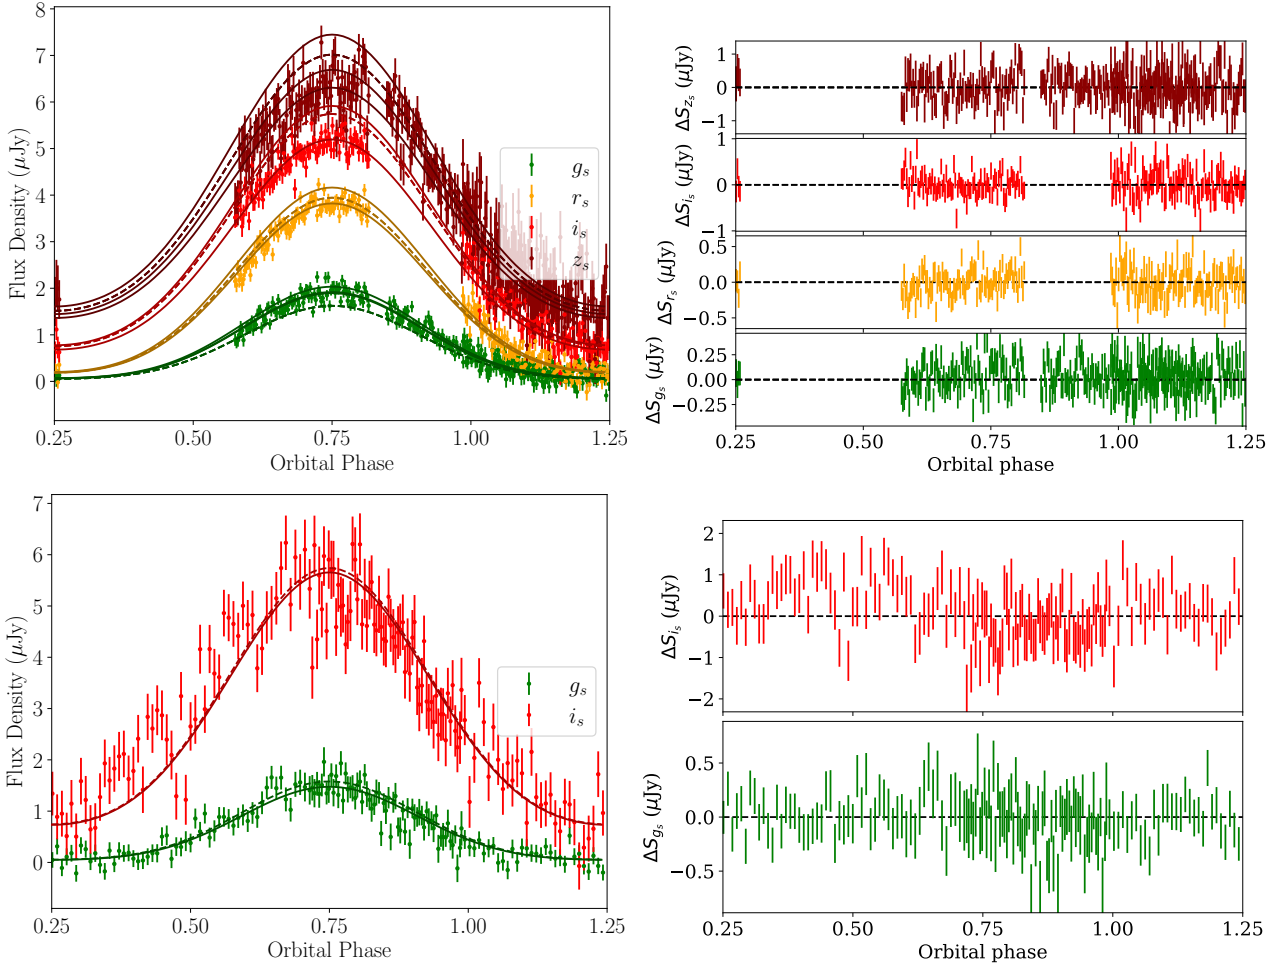 8
7
6
5
4
3
2
1
0
Flux Density (μJy)
g_s
r_s
i_s
z_s
0.25 0.50 0.75 1.00 1.25
Orbital Phase
1
0
−1
ΔS_{z_s} (μJy)
1
0
−1
ΔS_{i_s} (μJy)
0.5
0.0
−0.5
ΔS_{r_s} (μJy)
0.25
0.00
−0.25
ΔS_{g_s} (μJy)
0.25 0.50 0.75 1.00 1.25
Orbital phase
7
6
5
4
3
2
1
0
Flux Density (μJy)
g_s
i_s
0.25 0.50 0.75 1.00 1.25
Orbital Phase
2
1
0
−1
−2
ΔS_{i_s} (μJy)
0.5
0.0
−0.5
ΔS_{g_s} (μJy)
0.25 0.50 0.75 1.00 1.25
Orbital phase